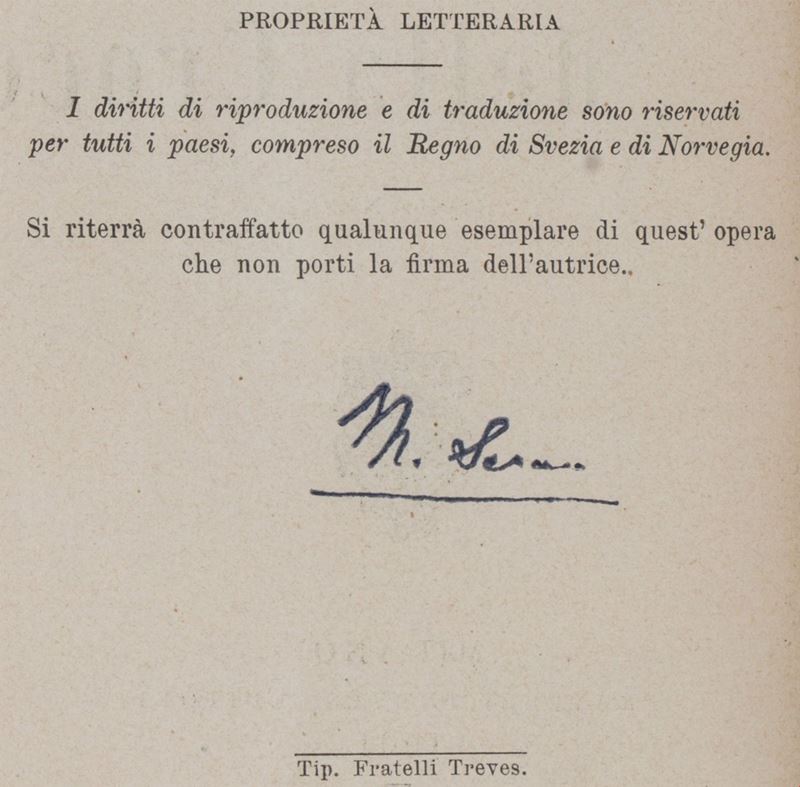 PROPRIETÀ LETTERARIA
I diritti di riproduzione e di traduzione sono riservati
per tutti i paesi, compreso il Regno di Svezia e di Norvegia.
Si riterrà contraffatto qualunque esemplare di quest' opera
che non porti la firma dell'autrice.
M. Serao
Tip. Fratelli Treves.